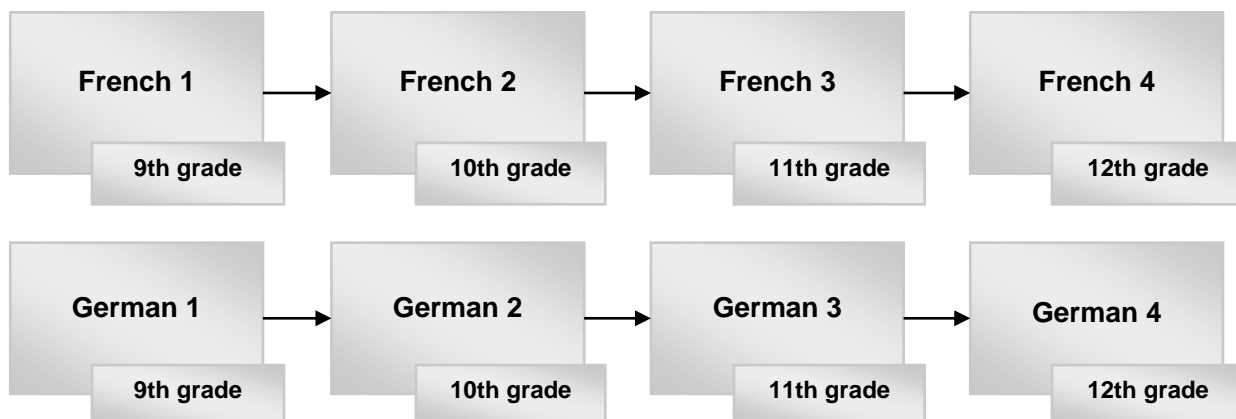 French 1
French 2
French 3
French 4
9th grade
10th grade
11th grade
12th grade
German 1
German 2
German 3
German 4
9th grade
10th grade
11th grade
12th grade